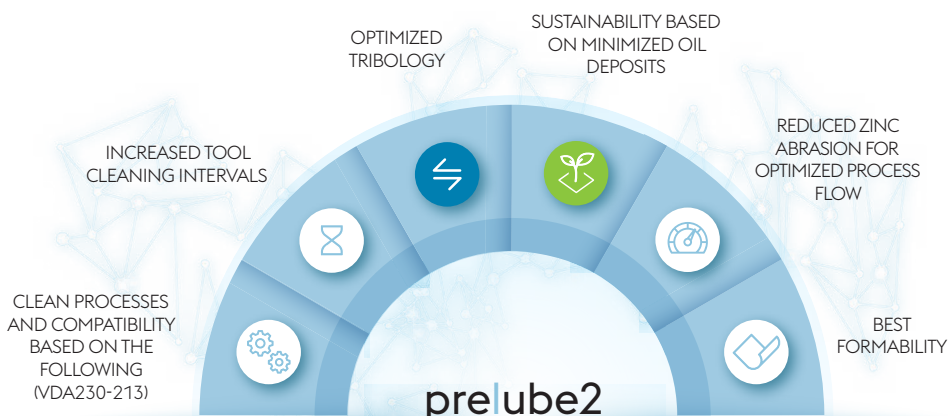 SUSTAINABILITY BASED
ON MINIMIZED OIL
DEPOSITS
OPTIMIZED
TRIBOLOGY
REDUCED ZINC
ABRASION FOR
OPTIMIZED PROCESS
FLOW
INCREASED TOOL
CLEANING INTERVALS
CLEAN PROCESSES
AND COMPATIBILITY
BASED ON THE
FOLLOWING
(VDA230-213)
BEST
FORMABILITY
prelube2